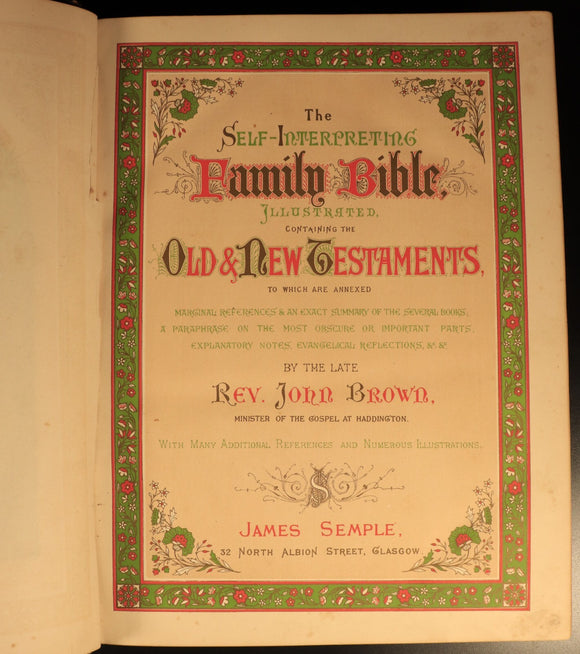 The
Self-Interpreting
Family Bible,
Illustrated,
containing the
Old & New Testaments,
to which are annexed
marginal references & an exact summary of the several books,
a paraphrase on the most obscure or important parts,
explanatory notes, evangelical reflections, &c &c
by the late
Rev. John Brown,
minister of the gospel at Haddington.
With Many Additional References and Numerous Illustrations.
S
James Semple,
32 North Albion Street, Glasgow.